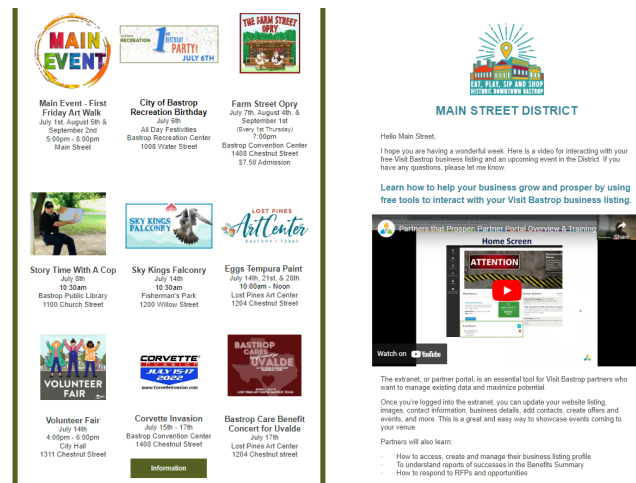 MAIN
EVENT
RECREATION
1st
BIRTHDAY
PARTY!
JULY 6TH
THE FARM STREET
OPRY
Main Event - First
Friday Art Walk
July 1st, August 5th &
September 2nd
5:00pm - 8:00pm
Main Street
City of Bastrop
Recreation Birthday
July 6th
All Day Festivities
Bastrop Recreation Center
1008 Water Street
Farm Street Opry
July 7th, August 4th, &
September 1st
(Every 1st Thursday)
7:00pm
Bastrop Convention Center
1408 Chestnut Street
$7.50 Admission
SKY KINGS
FALCONRY
LOST PINES
Art Center
BASTROP • TEXAS
Story Time With A Cop
July 8th
10:30am
Bastrop Public Library
1100 Church Street
Sky Kings Falconry
July 14th
10:30am
Fisherman's Park
1200 Willow Street
Eggs Tempura Paint
July 14th, 21st, & 28th
10:00am - Noon
Lost Pines Art Center
1204 Chestnut Street
VOLUNTEER
FAIR
CORVETTE
INVASION
JULY 15-17
2022
www.corvetteinvasion.com
BASTROP
CARES
UVALDE
Volunteer Fair
July 14th
4:00pm - 6:00pm
City Hall
1311 Chestnut Street
Corvette Invasion
July 15th - 17th
Bastrop Convention Center
1408 Chestnut Street
Bastrop Care Benefit
Concert for Uvalde
July 17th
Lost Pines Art Center
1204 Chestnut street
Information
EAT, PLAY, SIP AND SHOP
HISTORIC DOWNTOWN BASTROP
MAIN STREET DISTRICT
Hello Main Street,
I hope you are having a wonderful week. Here is a video for interacting with your
free Visit Bastrop business listing and an upcoming event in the District. If you
have any questions, please let me know.
Learn how to help your business grow and prosper by using
free tools to interact with your Visit Bastrop business listing.
Partners that Prosper: Partner Portal Overview & Training
Share
Home Screen
ATTENTION
Watch on YouTube
The extranet, or partner portal, is an essential tool for Visit Bastrop partners who
want to manage existing data and maximize potential.
Once you're logged into the extranet, you can update your website listing,
images, contact information, business details, add contacts, create offers and
events, and more. This is a great and easy way to showcase events coming to
your venue.
Partners will also learn:
· How to access, create and manage their business listing profile
· To understand reports of successes in the Benefits Summary
· How to respond to RFPs and opportunities